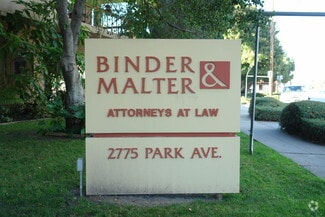 BINDER &
MALTER
ATTORNEYS AT LAW
2775 PARK AVE.